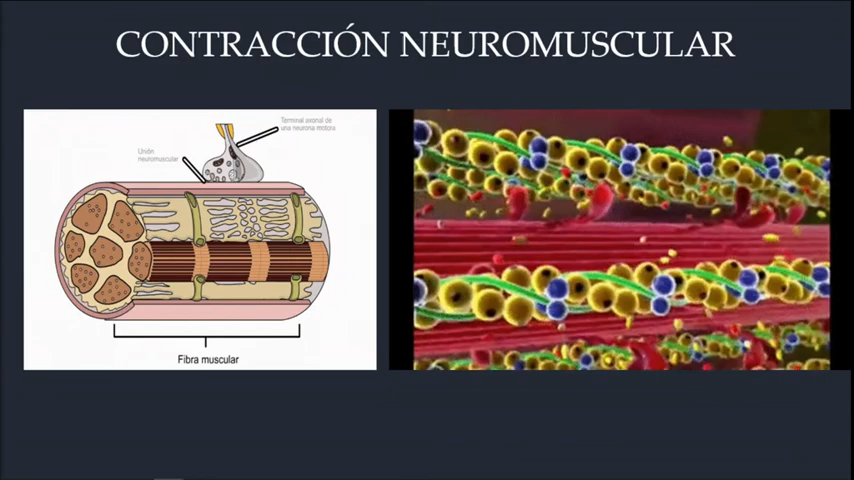 CONTRACCIÓN NEUROMUSCULAR
Terminal axonal de
una neurona motora
Unión
neuromuscular
Fibra muscular